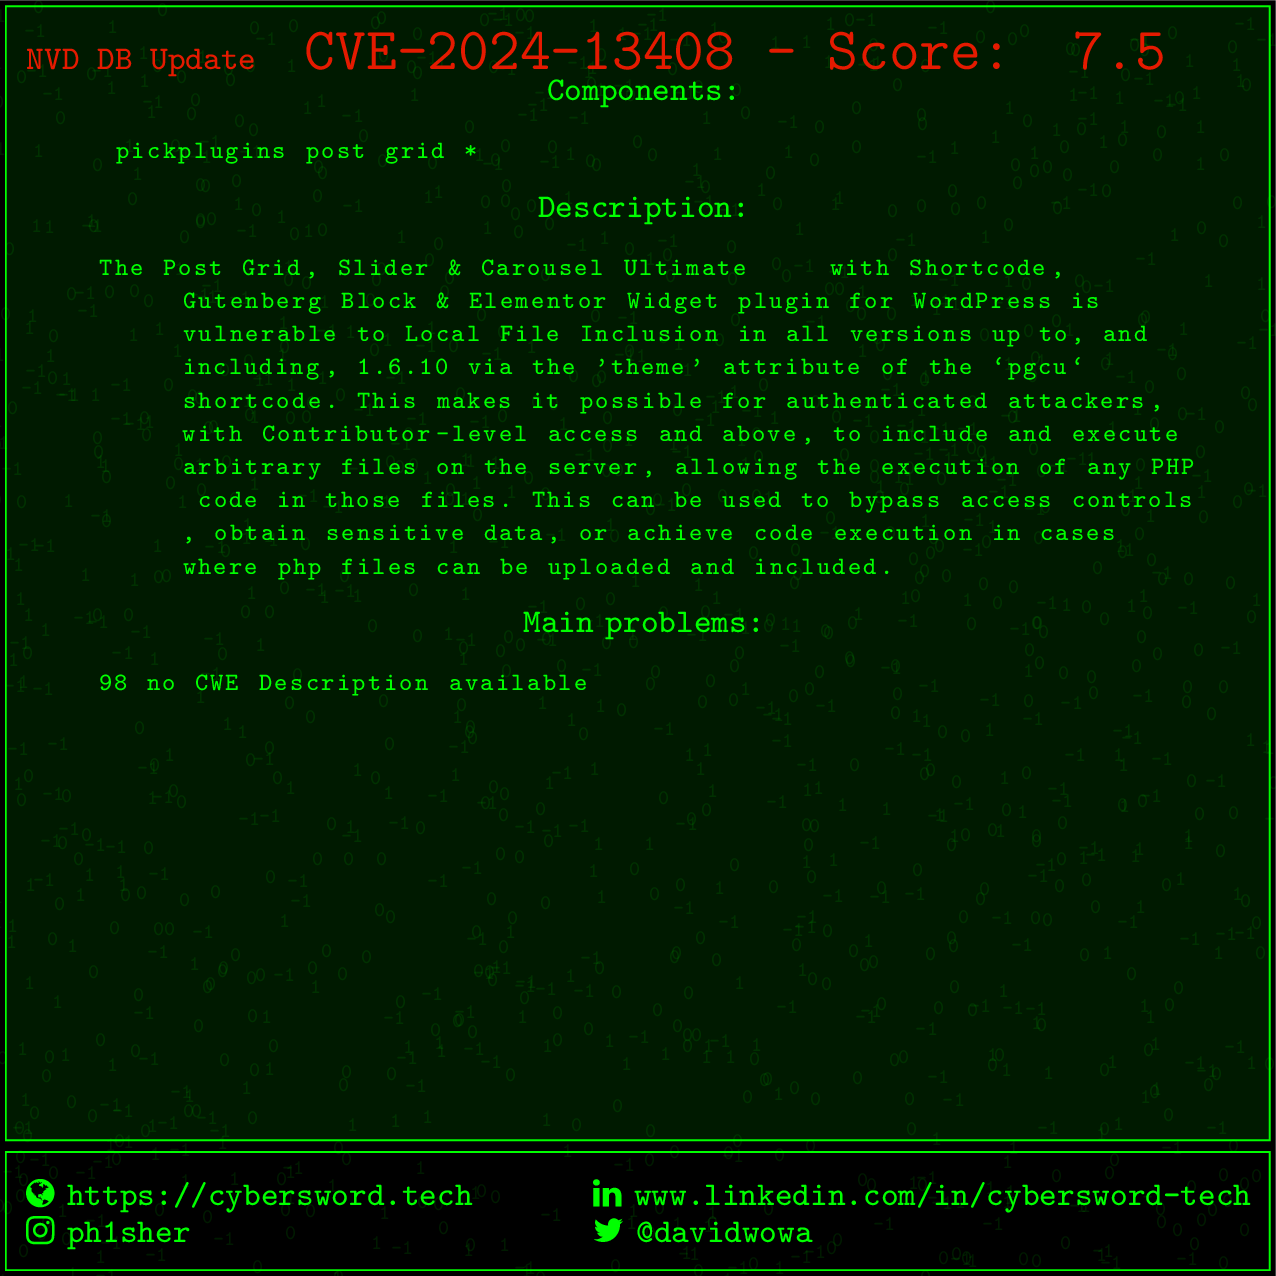 NVD DB Update CVE-2024-13408 - Score: 7.5
Components:
pickplugins post grid *
Description:
The Post Grid, Slider & Carousel Ultimate with Shortcode,
Gutenberg Block & Elementor Widget plugin for WordPress is
vulnerable to Local File Inclusion in all versions up to, and
including, 1.6.10 via the 'theme' attribute of the `pgcu`
shortcode. This makes it possible for authenticated attackers,
with Contributor-level access and above, to include and execute
arbitrary files on the server, allowing the execution of any PHP
code in those files. This can be used to bypass access controls
, obtain sensitive data, or achieve code execution in cases
where php files can be uploaded and included.
Main problems:
98 no CWE Description available
https://cybersword.tech www.linkedin.com/in/cybersword-tech
ph1sher @davidwowa